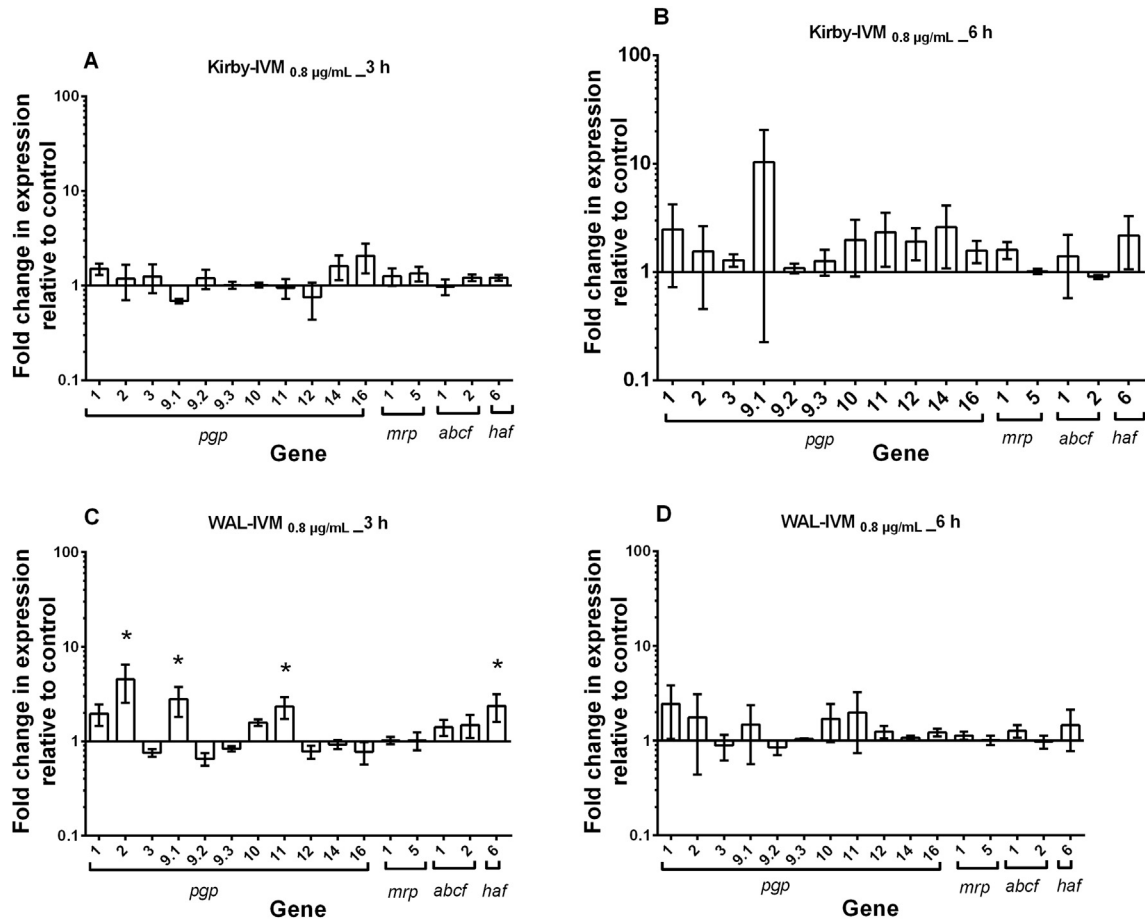 A
Kirby-IVM 0.8 µg/mL _3 h
Fold change in expression
relative to control
100
10
1
0.1
1 2 3 9.1 9.2 9.3 10 11 12 14 16 1 5 1 2 6
pgp mrp abcf haf
Gene
B
Kirby-IVM 0.8 µg/mL _6 h
Fold change in expression
relative to control
100
10
1
0.1
1 2 3 9.1 9.2 9.3 10 11 12 14 16 1 5 1 2 6
pgp mrp abcf haf
Gene
C
WAL-IVM 0.8 µg/mL _3 h
Fold change in expression
relative to control
100
10
1
0.1
* * * *
1 2 3 9.1 9.2 9.3 10 11 12 14 16 1 5 1 2 6
pgp mrp abcf haf
Gene
D
WAL-IVM 0.8 µg/mL _6 h
Fold change in expression
relative to control
100
10
1
0.1
1 2 3 9.1 9.2 9.3 10 11 12 14 16 1 5 1 2 6
pgp mrp abcf haf
Gene